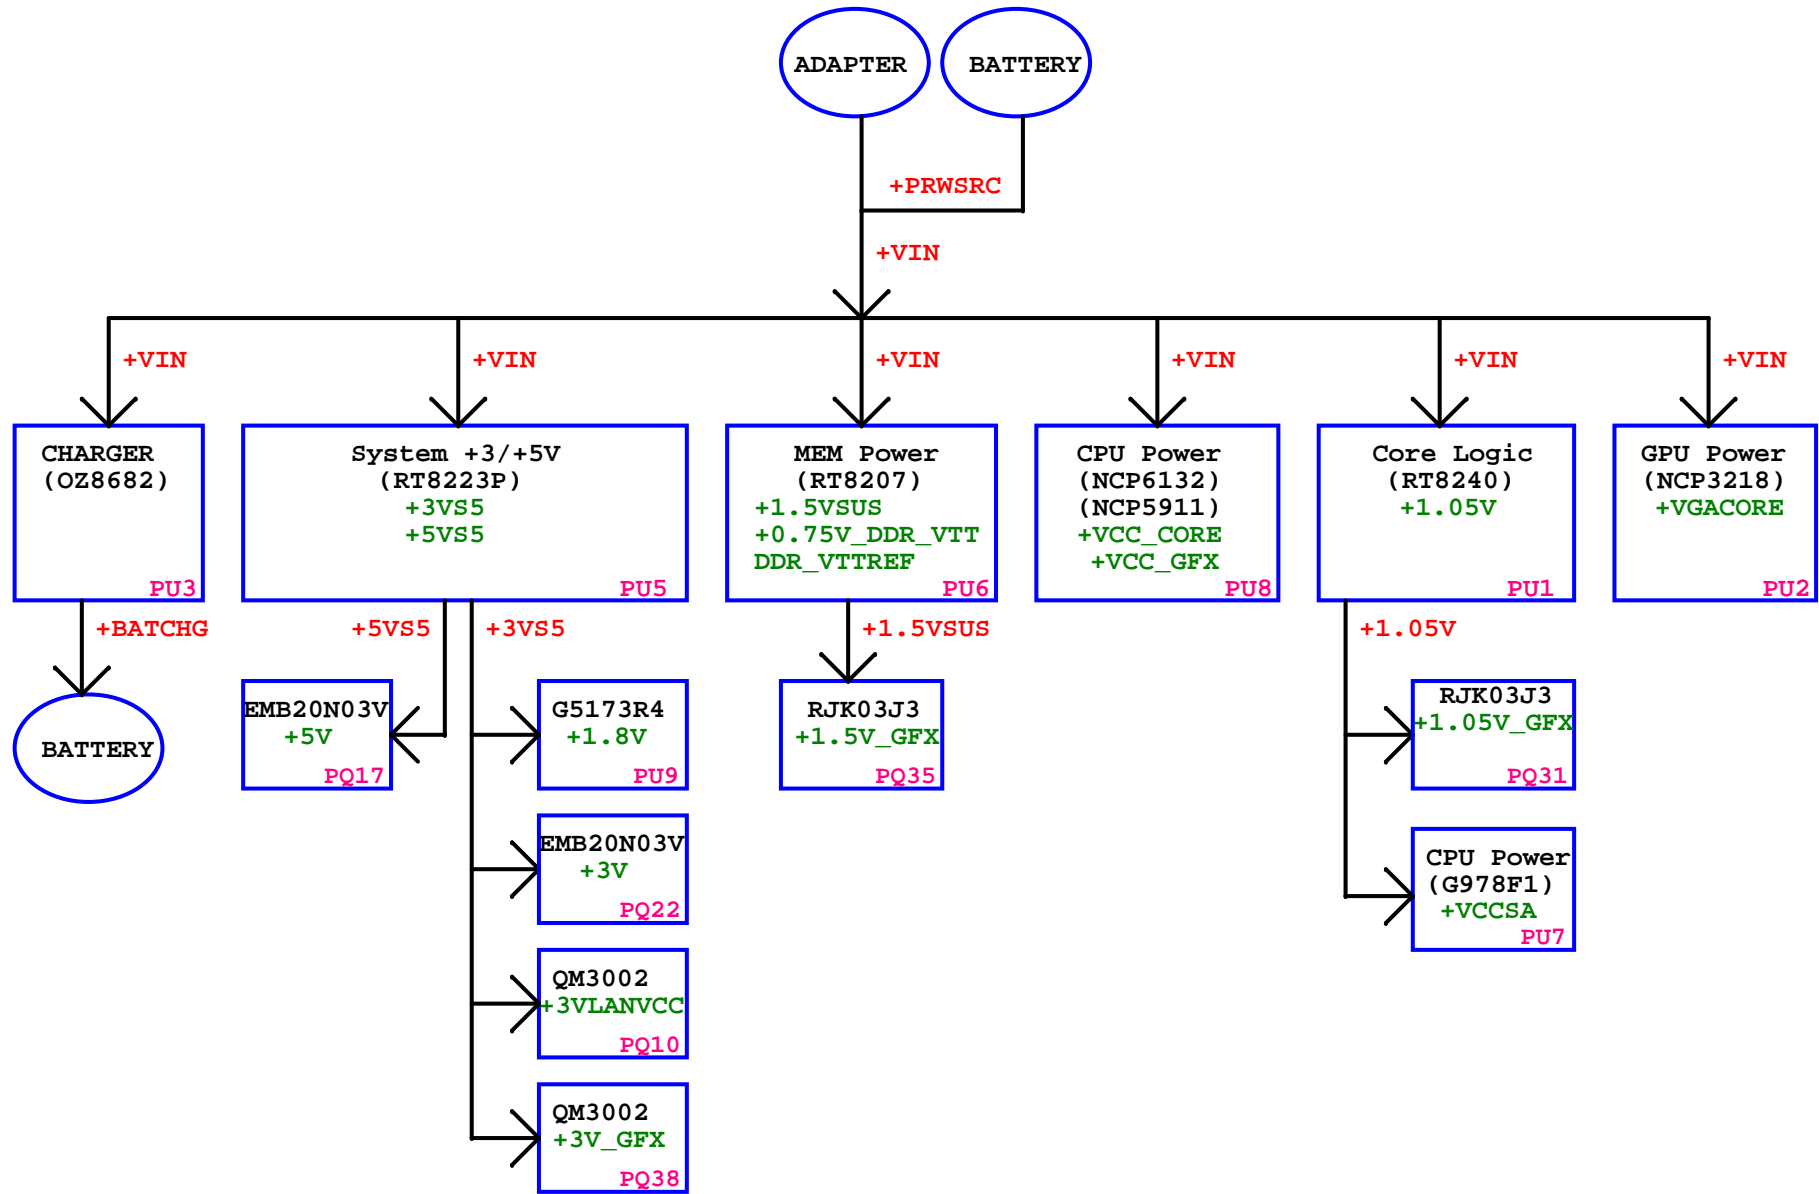 ADAPTER
BATTERY
+PRWSRC
+VIN
+VIN
+VIN
+VIN
+VIN
+VIN
+VIN
CHARGER
(OZ8682)
PU3
System +3/+5V
(RT8223P)
+3VS5
+5VS5
PU5
MEM Power
(RT8207)
+1.5VSUS
+0.75V_DDR_VTT
DDR_VTTREF
PU6
CPU Power
(NCP6132)
(NCP5911)
+VCC_CORE
+VCC_GFX
PU8
Core Logic
(RT8240)
+1.05V
PU1
GPU Power
(NCP3218)
+VGACORE
PU2
+BATCHG
+5VS5
+3VS5
+1.5VSUS
+1.05V
BATTERY
EMB20N03V
+5V
PQ17
G5173R4
+1.8V
PU9
RJK03J3
+1.5V_GFX
PQ35
RJK03J3
+1.05V_GFX
PQ31
EMB20N03V
+3V
PQ22
CPU Power
(G978F1)
+VCCSA
PU7
QM3002
+3VLANVCC
PQ10
QM3002
+3V_GFX
PQ38